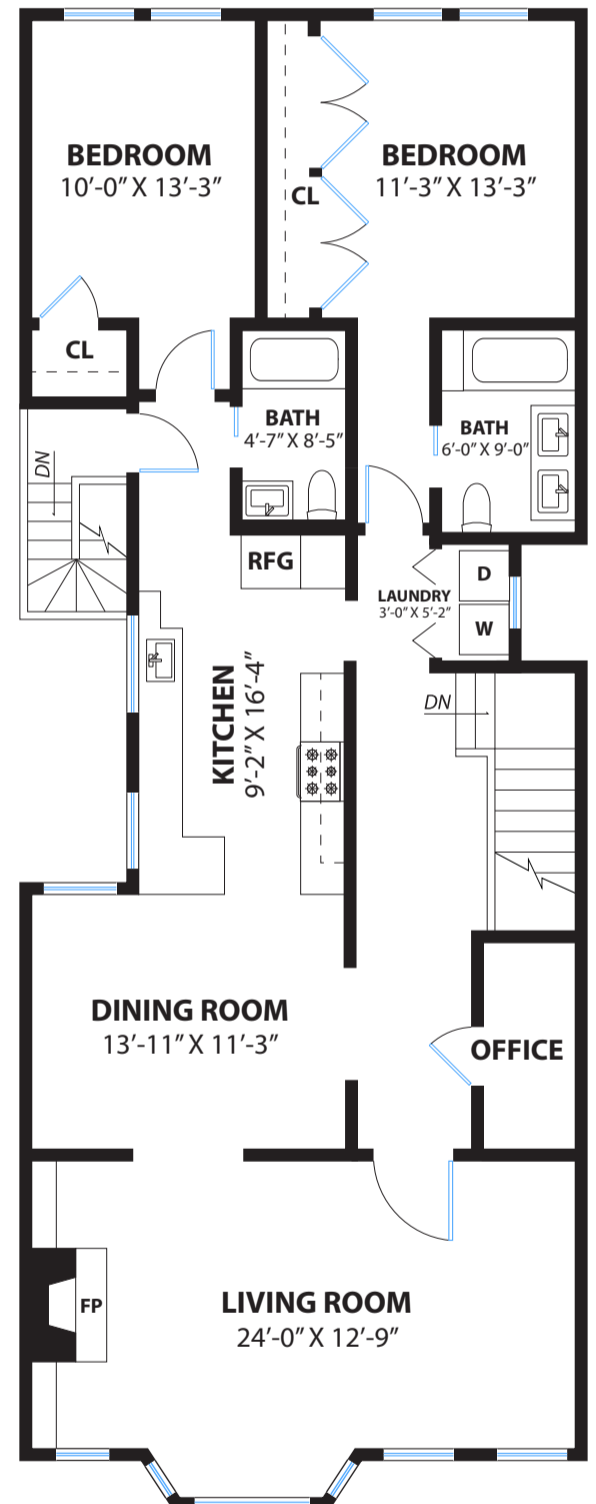 BEDROOM
10'-0" X 13'-3"
BEDROOM
11'-3" X 13'-3"
CL
CL
BATH
4'-7" X 8'-5"
BATH
6'-0" X 9'-0"
DN
RFG
LAUNDRY
3'-0" X 5'-2"
D
W
KITCHEN
9'-2" X 16'-4"
DN
DINING ROOM
13'-11" X 11'-3"
OFFICE
LIVING ROOM
24'-0" X 12'-9"
FP